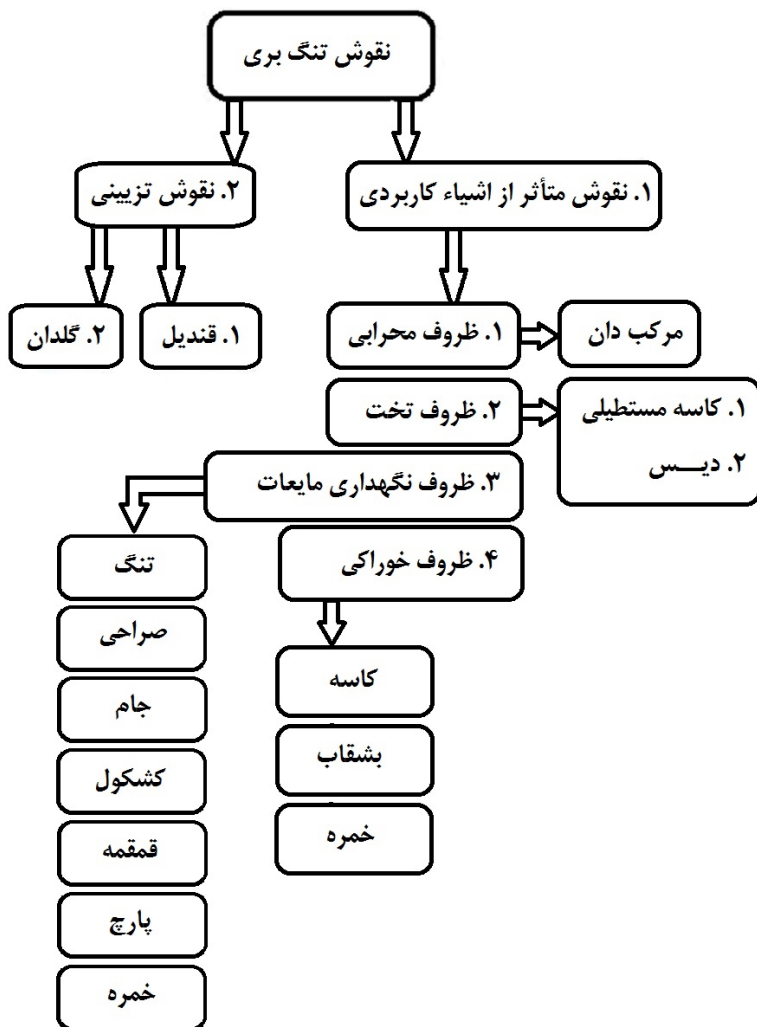 نقوش تنگ بری
۱. نقوش متأثر از اشیاء کاربردی
۲. نقوش تزیینی
۱. ظروف محرابی
مرکب دان
۱. قندیل
۲. گلدان
۲. ظروف تخت
۱. کاسه مستطیلی
۲. دیـــس
۳. ظروف نگهداری مایعات
۴. ظروف خوراکی
تنگ
صراحی
جام
کشکول
قمقمه
پارچ
خمره
کاسه
بشقاب
خمره